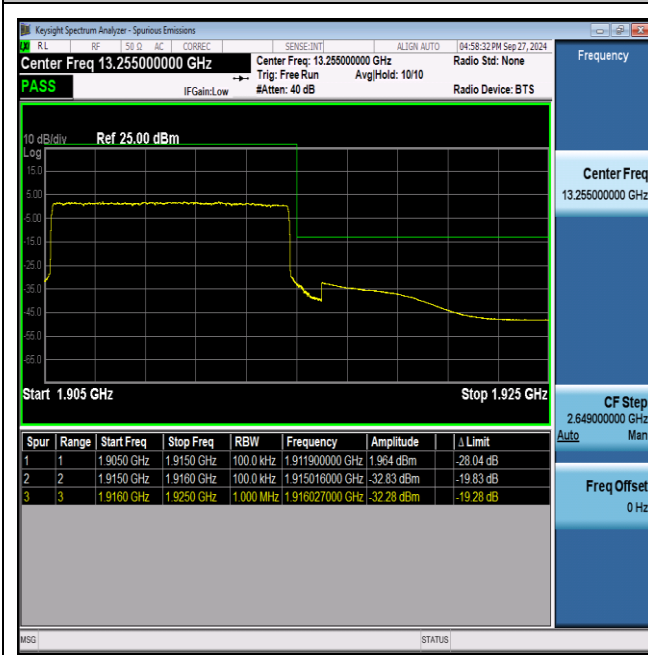 Keysight Spectrum Analyzer - Spurious Emissions
RL RF 50 Ω AC CORREC SENSE:INT ALIGN AUTO 04:58:32 PM Sep 27, 2024
Center Freq 13.255000000 GHz
Center Freq: 13.255000000 GHz
Radio Std: None
Trig: Free Run
Avg|Hold: 10/10
PASS
IFGain:Low
#Atten: 40 dB
Radio Device: BTS
10 dB/div Ref 25.00 dBm
Log
15.0
5.00
-5.00
-15.0
-25.0
-35.0
-45.0
-55.0
-65.0
Start 1.905 GHz Stop 1.925 GHz
Spur Range Start Freq Stop Freq RBW Frequency Amplitude Δ Limit
1 1 1.9050 GHz 1.9150 GHz 100.0 kHz 1.911900000 GHz 1.964 dBm -28.04 dB
2 2 1.9150 GHz 1.9160 GHz 100.0 kHz 1.915016000 GHz -32.83 dBm -19.83 dB
3 3 1.9160 GHz 1.9250 GHz 1.000 MHz 1.916027000 GHz -32.28 dBm -19.28 dB
MSG STATUS
Frequency
Center Freq
13.255000000 GHz
CF Step
2.649000000 GHz
Auto Man
Freq Offset
0 Hz